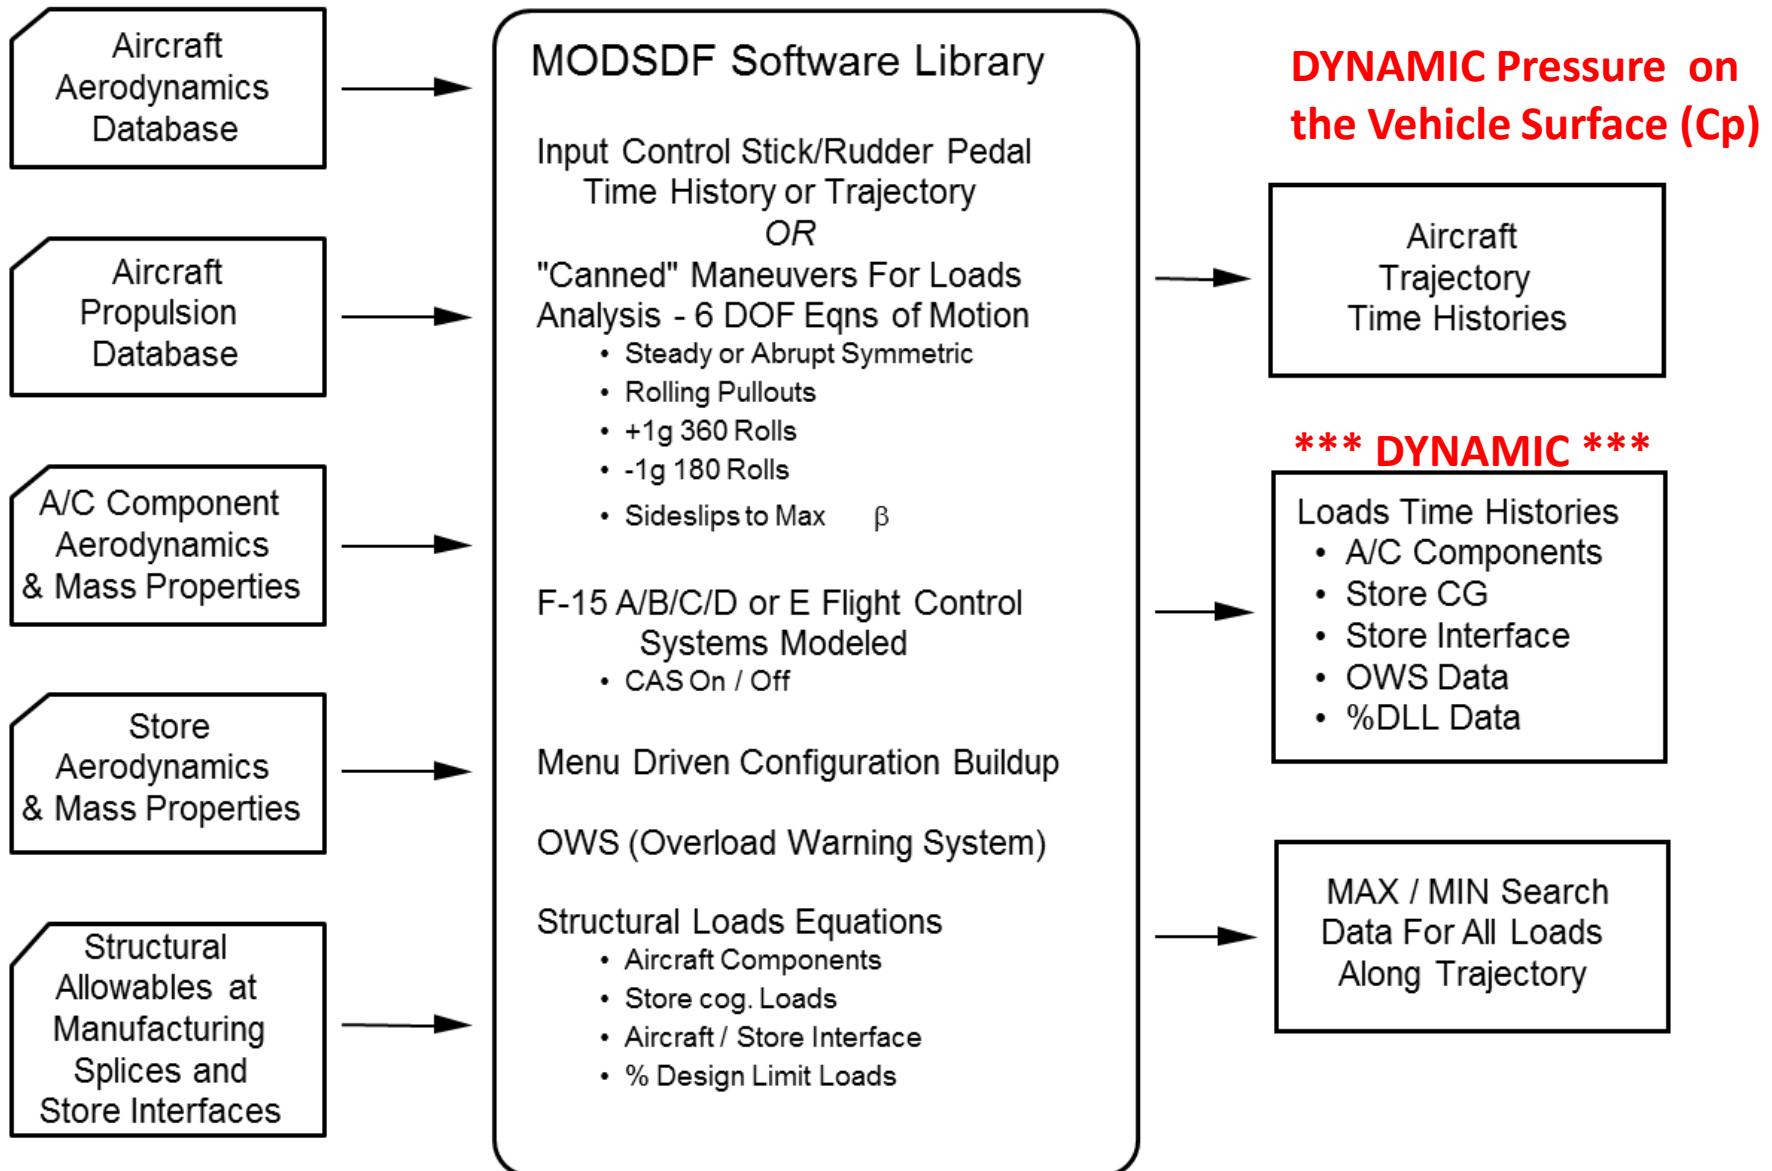 Aircraft
Aerodynamics
Database
Aircraft
Propulsion
Database
A/C Component
Aerodynamics
& Mass Properties
Store
Aerodynamics
& Mass Properties
Structural
Allowables at
Manufacturing
Splices and
Store Interfaces
MODSDF Software Library
Input Control Stick/Rudder Pedal
Time History or Trajectory
OR
"Canned" Maneuvers For Loads
Analysis - 6 DOF Eqns of Motion
• Steady or Abrupt Symmetric
• Rolling Pullouts
• +1g 360 Rolls
• -1g 180 Rolls
• Sideslips to Max β
F-15 A/B/C/D or E Flight Control
Systems Modeled
• CAS On / Off
Menu Driven Configuration Buildup
OWS (Overload Warning System)
Structural Loads Equations
• Aircraft Components
• Store cog. Loads
• Aircraft / Store Interface
• % Design Limit Loads
DYNAMIC Pressure on
the Vehicle Surface (Cp)
Aircraft
Trajectory
Time Histories
*** DYNAMIC ***
Loads Time Histories
• A/C Components
• Store CG
• Store Interface
• OWS Data
• %DLL Data
MAX / MIN Search
Data For All Loads
Along Trajectory